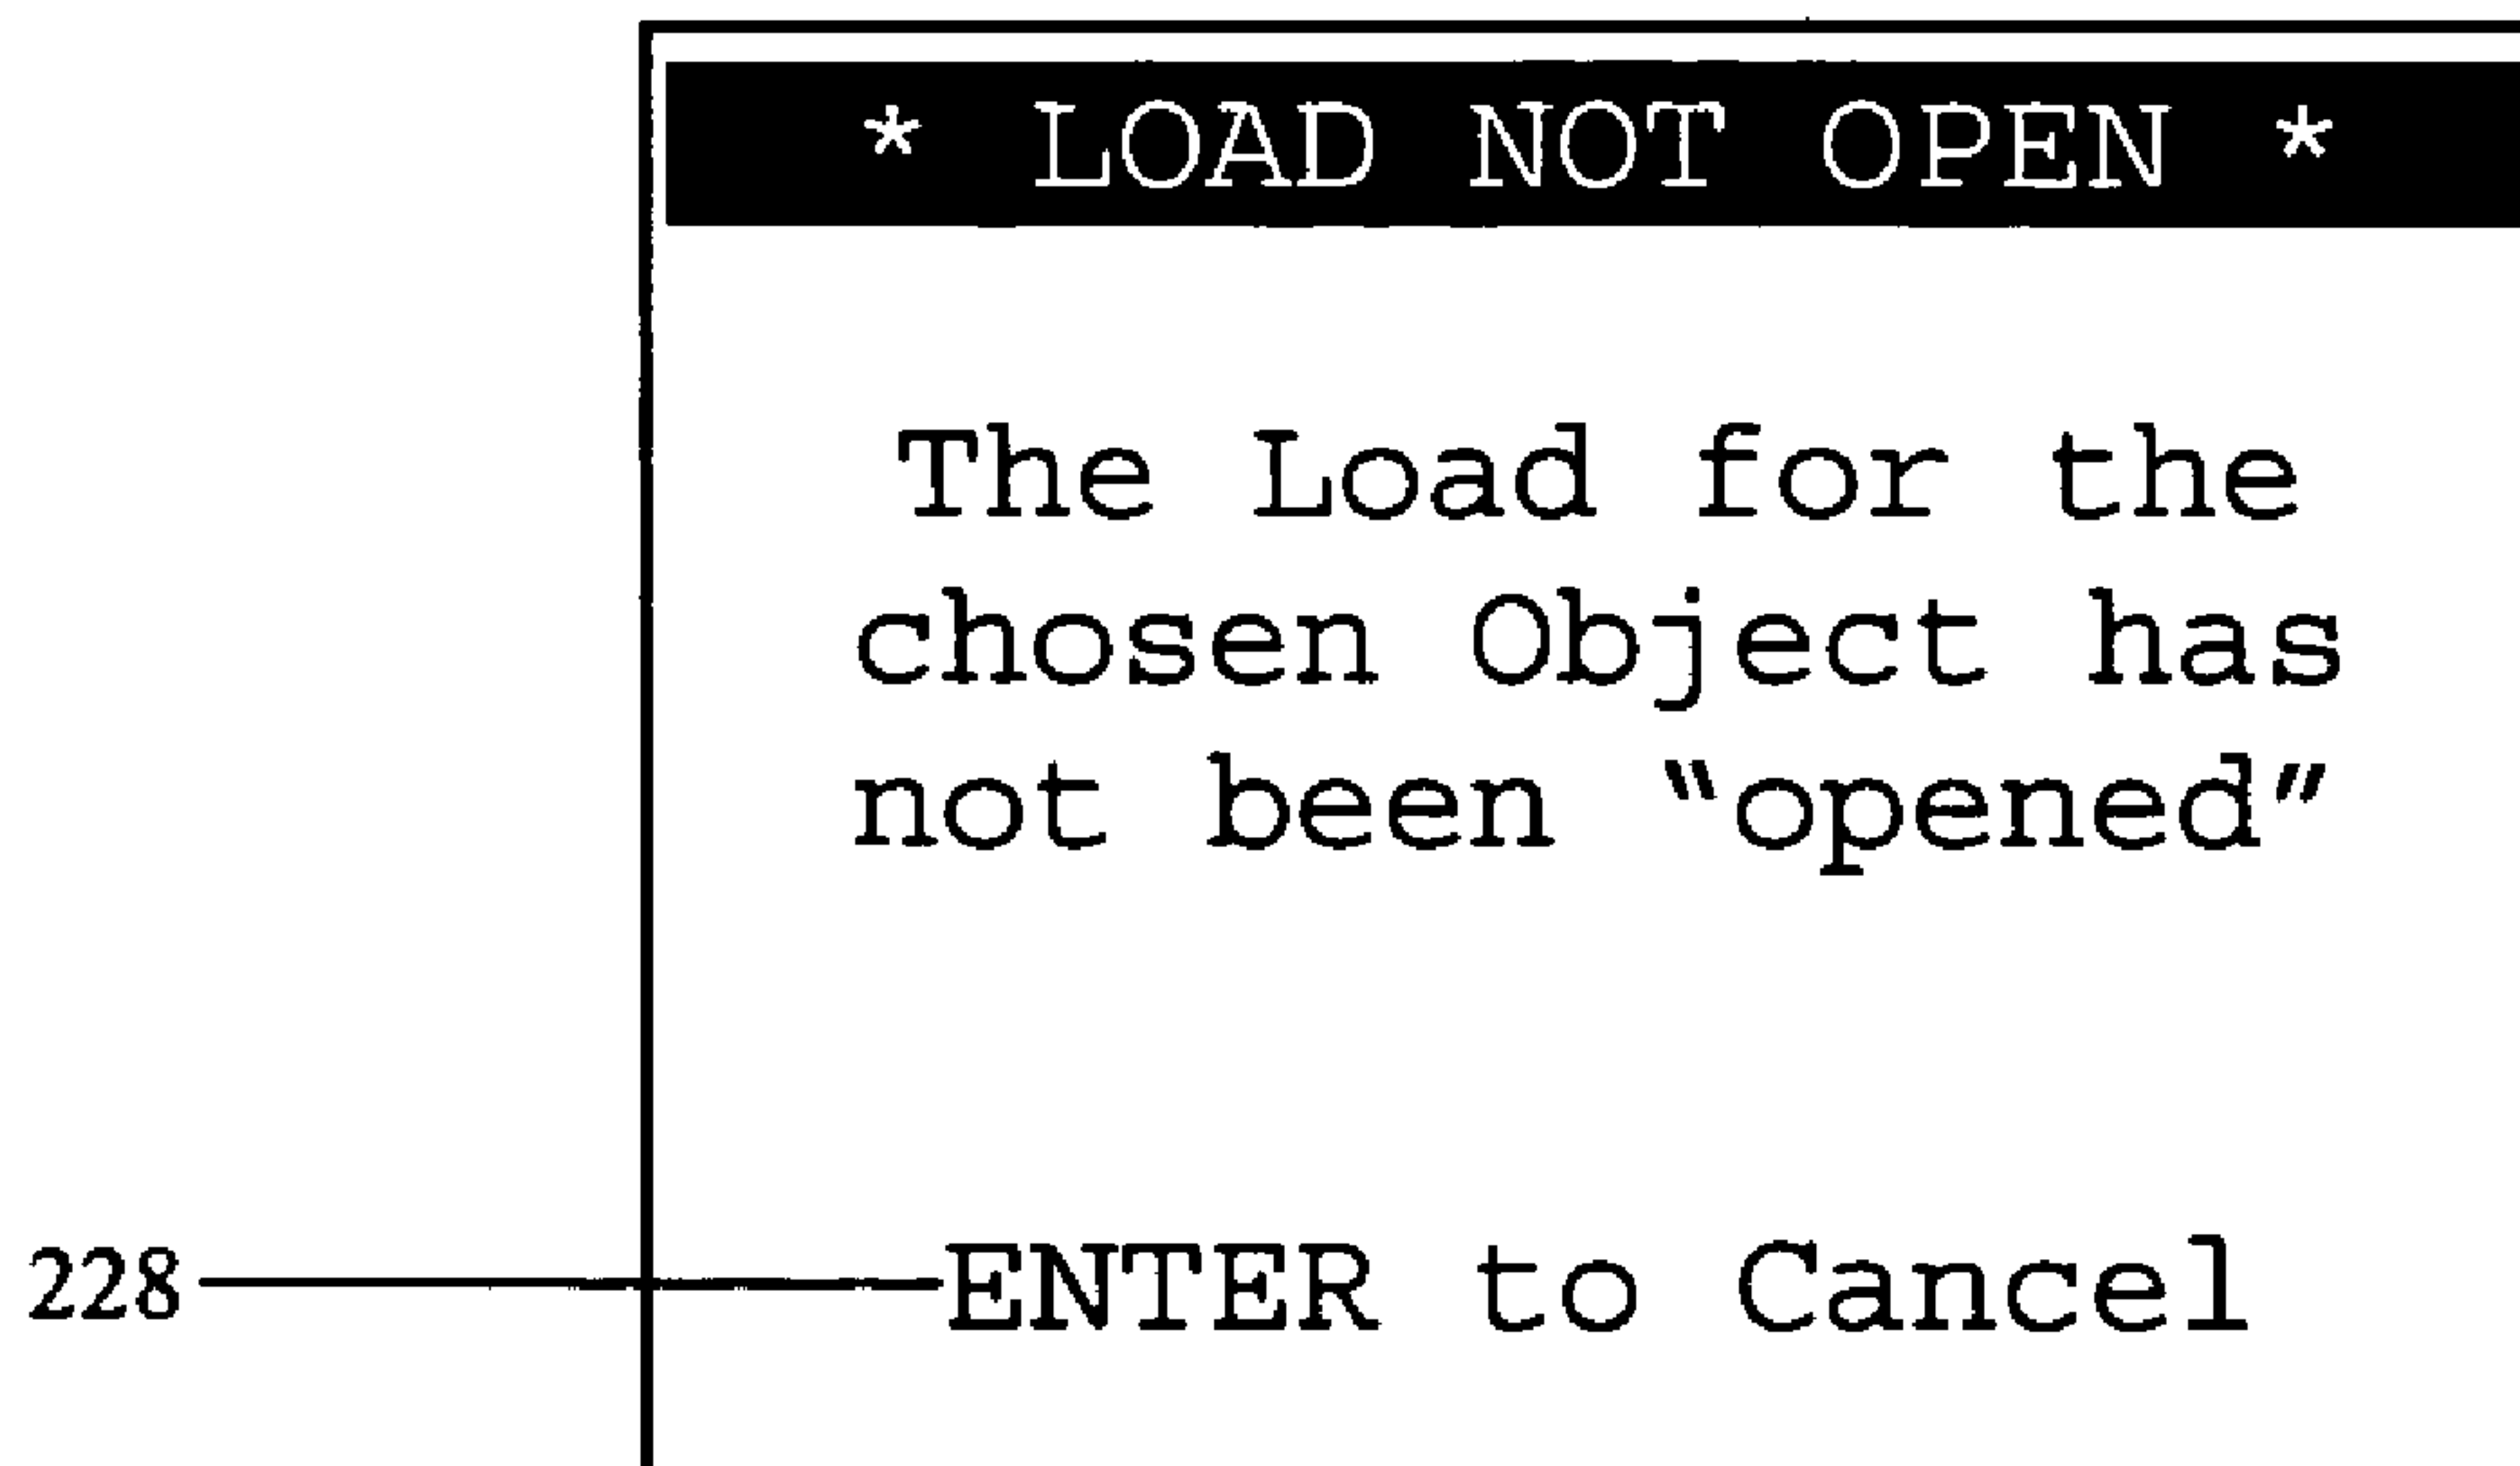 * LOAD NOT OPEN *
The Load for the
chosen Object has
not been "opened"
228 ENTER to Cancel